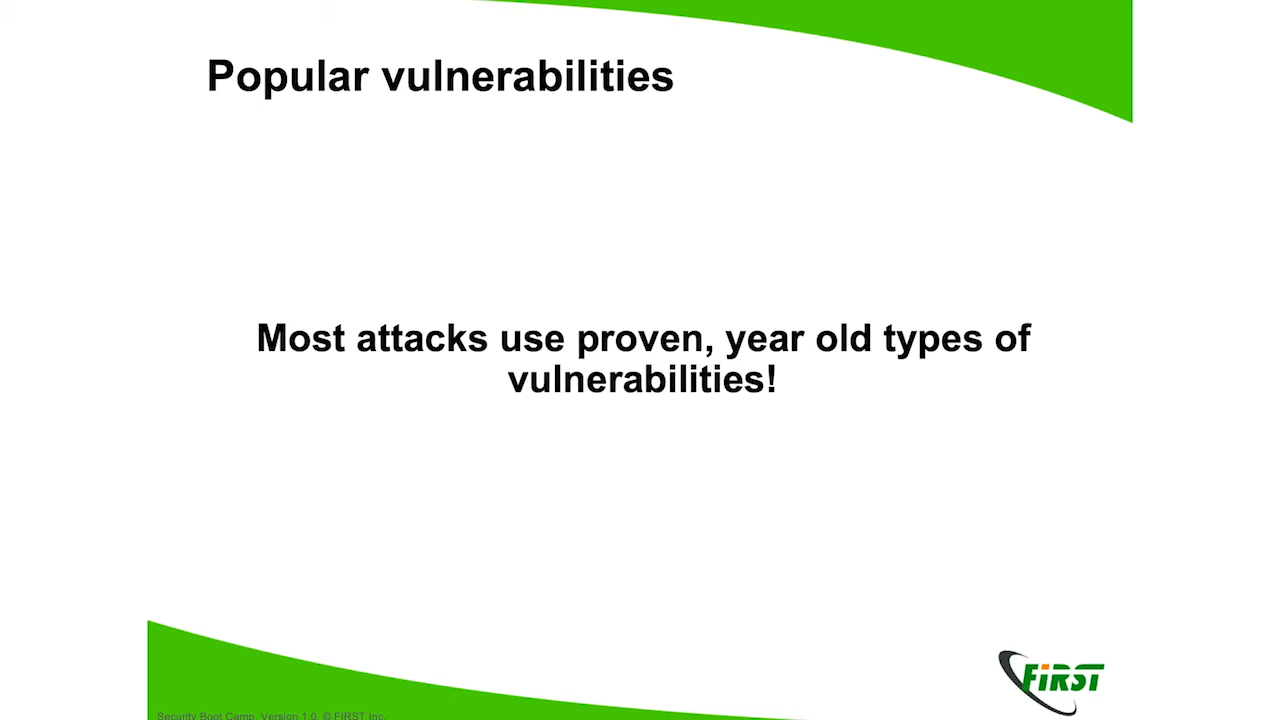 Popular vulnerabilities
Most attacks use proven, year old types of
vulnerabilities!
FiRST
Security Boot Camp, Version 1.0, © FIRST Inc.